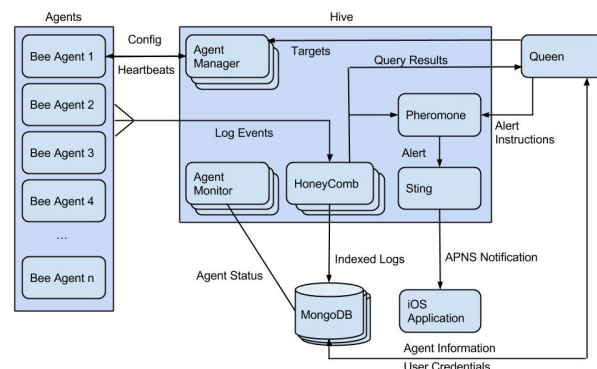 Agents
Hive
Bee Agent 1
Config
Heartbeats
Agent
Manager
Targets
Query Results
Queen
Bee Agent 2
Log Events
Pheromone
Alert
Instructions
Bee Agent 3
Alert
Agent
Monitor
HoneyComb
Sting
Bee Agent 4
...
Bee Agent n
Agent Status
Indexed Logs
APNS Notification
MongoDB
iOS
Application
Agent Information
User Credentials